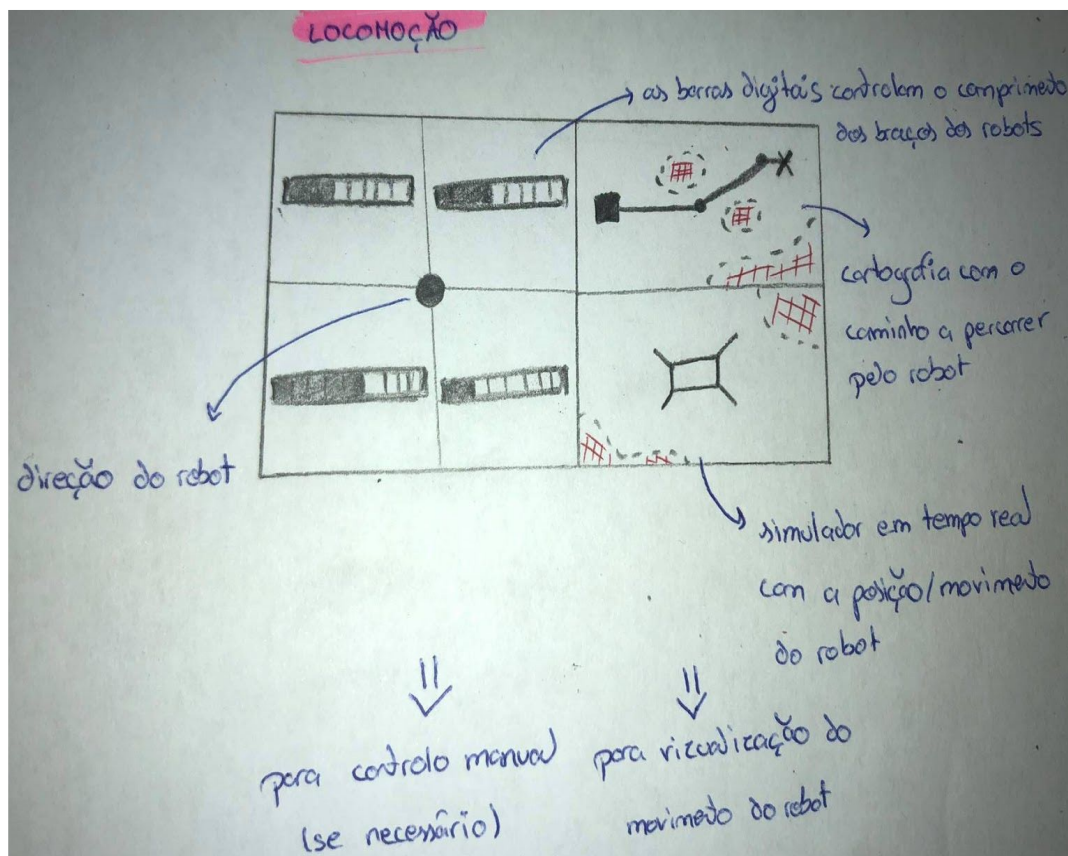 LOCOMOÇÃO
as barras digitais controlam o comprimento
dos braços dos robots
cartografia com o
caminho a percorrer
pelo robot
direção do robot
simulador em tempo real
com a posição/movimento
do robot
para controlo manual
(se necessário)
para vizualização do
movimento do robot